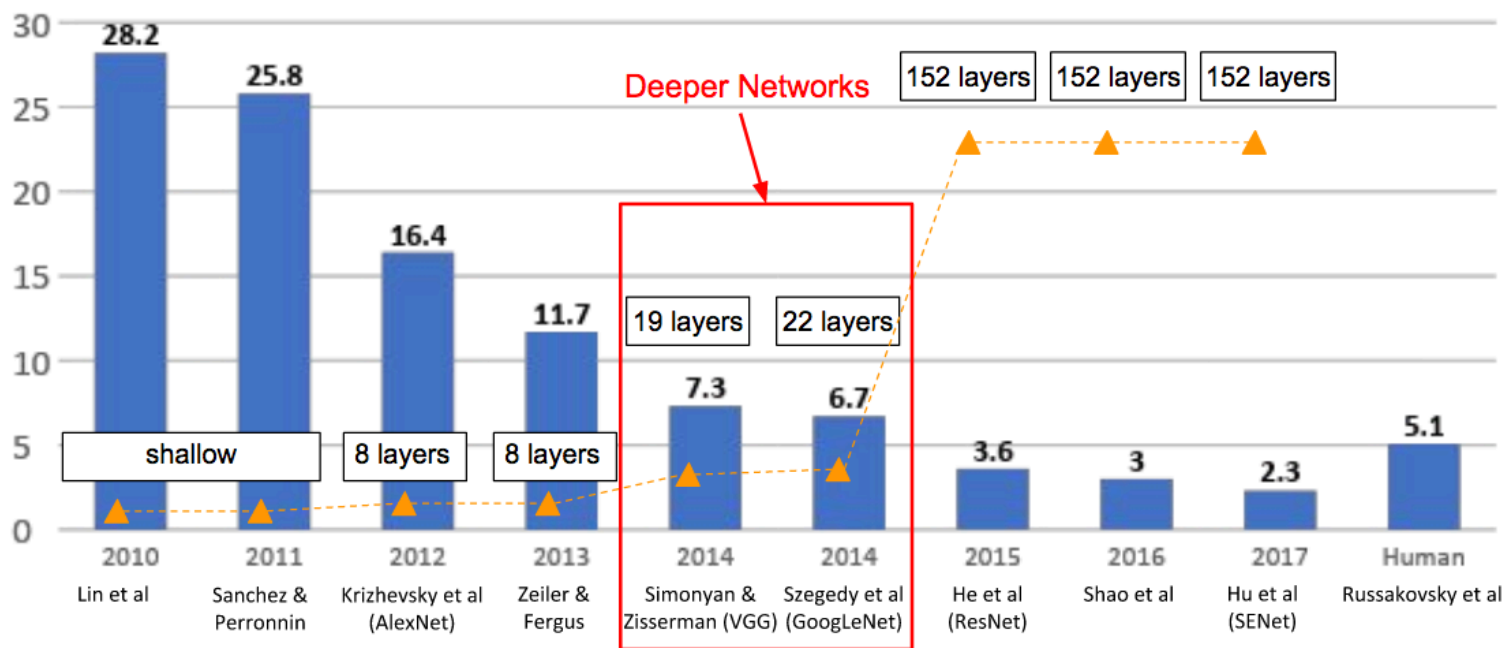 30
28.2
25.8
Deeper Networks
152 layers
152 layers
152 layers
25
20
16.4
15
11.7
19 layers
22 layers
10
7.3
6.7
shallow
8 layers
8 layers
5
3.6
3
2.3
5.1
0
2010
2011
2012
2013
2014
2014
2015
2016
2017
Human
Lin et al
Sanchez &
Perronnin
Krizhevsky et al
(AlexNet)
Zeiler &
Fergus
Simonyan &
Zisserman (VGG)
Szegedy et al
(GoogLeNet)
He et al
(ResNet)
Shao et al
Hu et al
(SENet)
Russakovsky et al